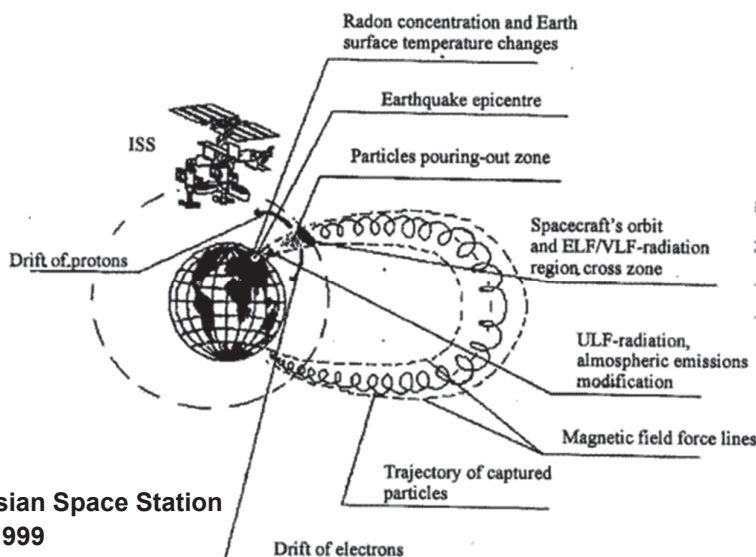 Radon concentration and Earth
surface temperature changes
Earthquake epicentre
ISS
Particles pouring-out zone
Spacecraft's orbit
and ELF/VLF-radiation
region cross zone
Drift of protons
ULF-radiation,
almospheric emissions
modification
Magnetic field force lines
Trajectory of captured
particles
sian Space Station
999
Drift of electrons